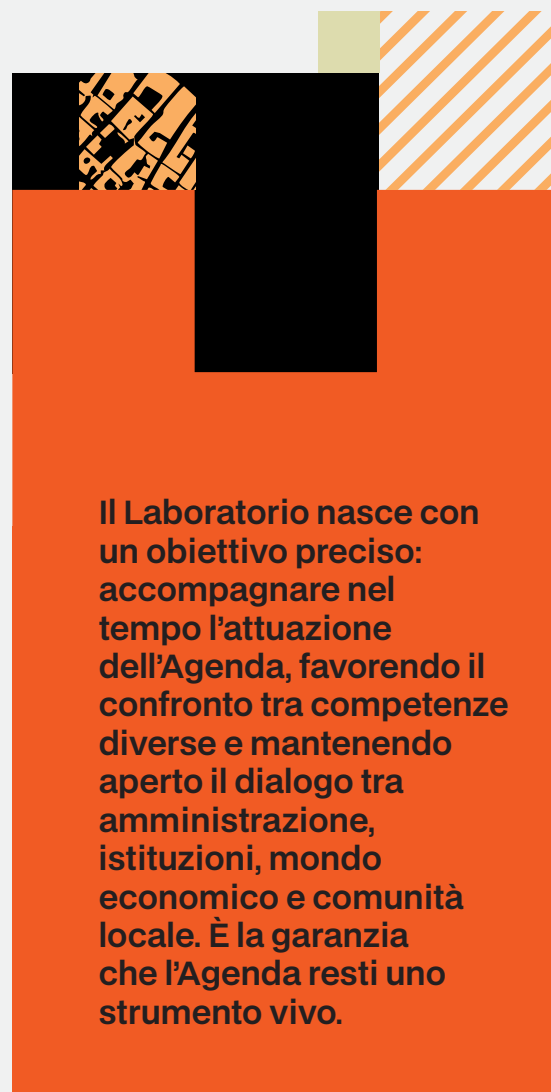 Il Laboratorio nasce con
un obiettivo preciso:
accompagnare nel
tempo l’attuazione
dell’Agenda, favorendo il
confronto tra competenze
diverse e mantenendo
aperto il dialogo tra
amministrazione,
istituzioni, mondo
economico e comunità
locale. È la garanzia
che l’Agenda resti uno
strumento vivo.